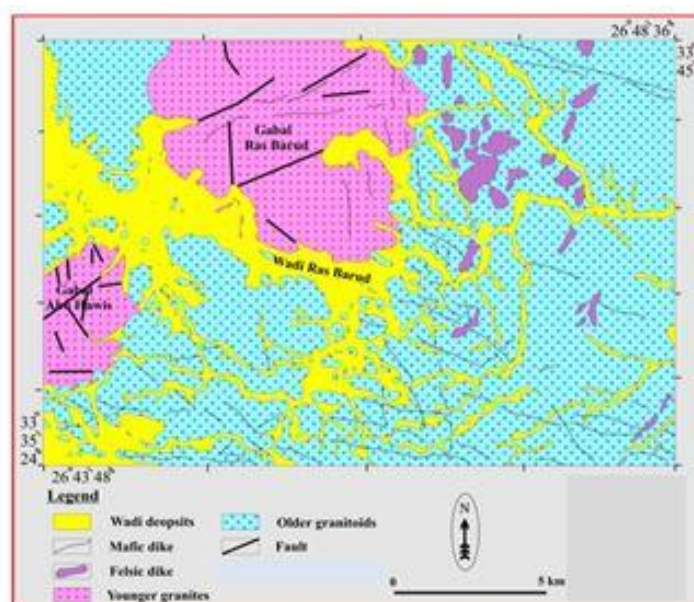 26° 48' 36"
33
45
Gabal
Ras Barud
Wadi Ras Barud
Gabal
Abu Hawis
33
35
24
26 43 48
Legend
Wadi deopsits
Older granitoids
Mafic dike
Fault
Felsic dike
Younger granites
N
0
5 km